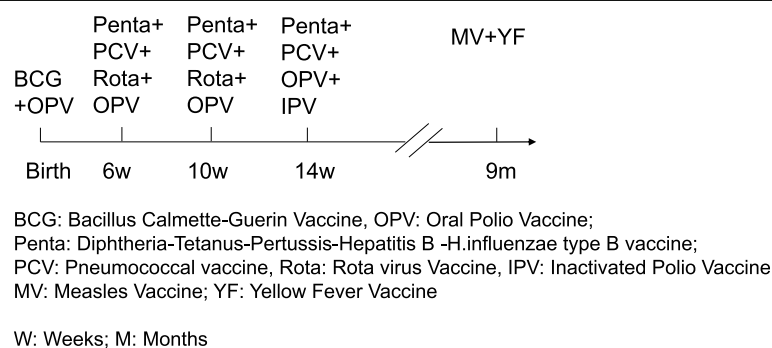 Penta+ Penta+ Penta+
PCV+ PCV+ PCV+ MV+YF
BCG Rota+ Rota+ OPV+
+OPV OPV OPV IPV
Birth 6w 10w 14w 9m
BCG: Bacillus Calmette-Guerin Vaccine, OPV: Oral Polio Vaccine;
Penta: Diphtheria-Tetanus-Pertussis-Hepatitis B -H.influenzae type B vaccine;
PCV: Pneumococcal vaccine, Rota: Rota virus Vaccine, IPV: Inactivated Polio Vaccine
MV: Measles Vaccine; YF: Yellow Fever Vaccine
W: Weeks; M: Months